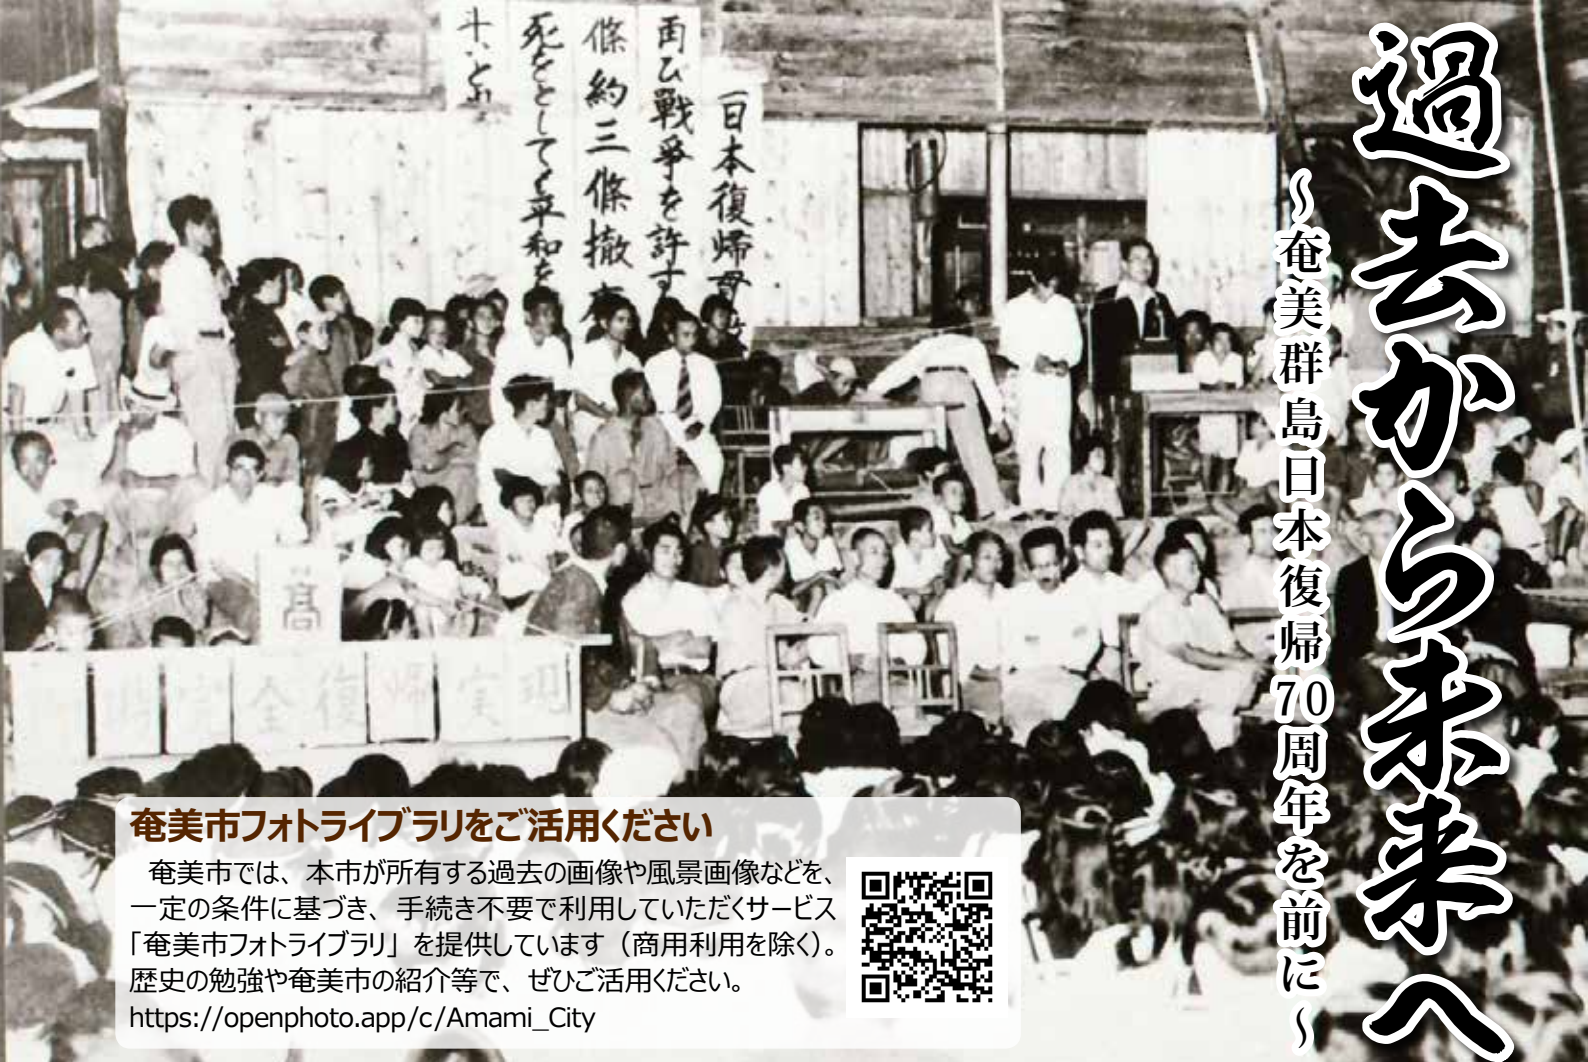 過去から未来へ
～奄美群島日本復帰70周年を前に～
一日本復帰
再び戰爭を許す
條約三條撤
死をとしても平和を
斗いと
高
全復帰実現
奄美市フォトライブラリをご活用ください
奄美市では、本市が所有する過去の画像や風景画像などを、
一定の条件に基づき、手続き不要で利用していただくサービス
「奄美市フォトライブラリ」を提供しています（商用利用を除く）。
歴史の勉強や奄美市の紹介等で、ぜひご活用ください。
https://openphoto.app/c/Amami_City